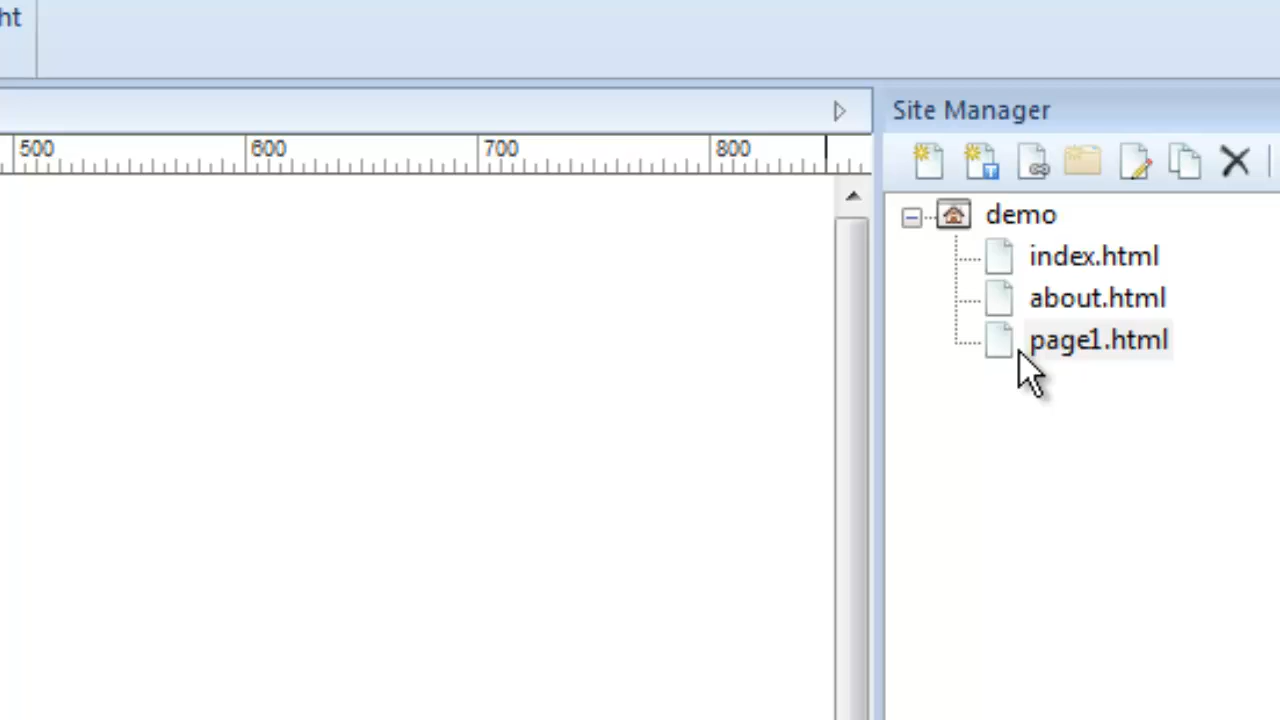 ht
Site Manager
500 600 700 800
demo
index.html
about.html
page1.html